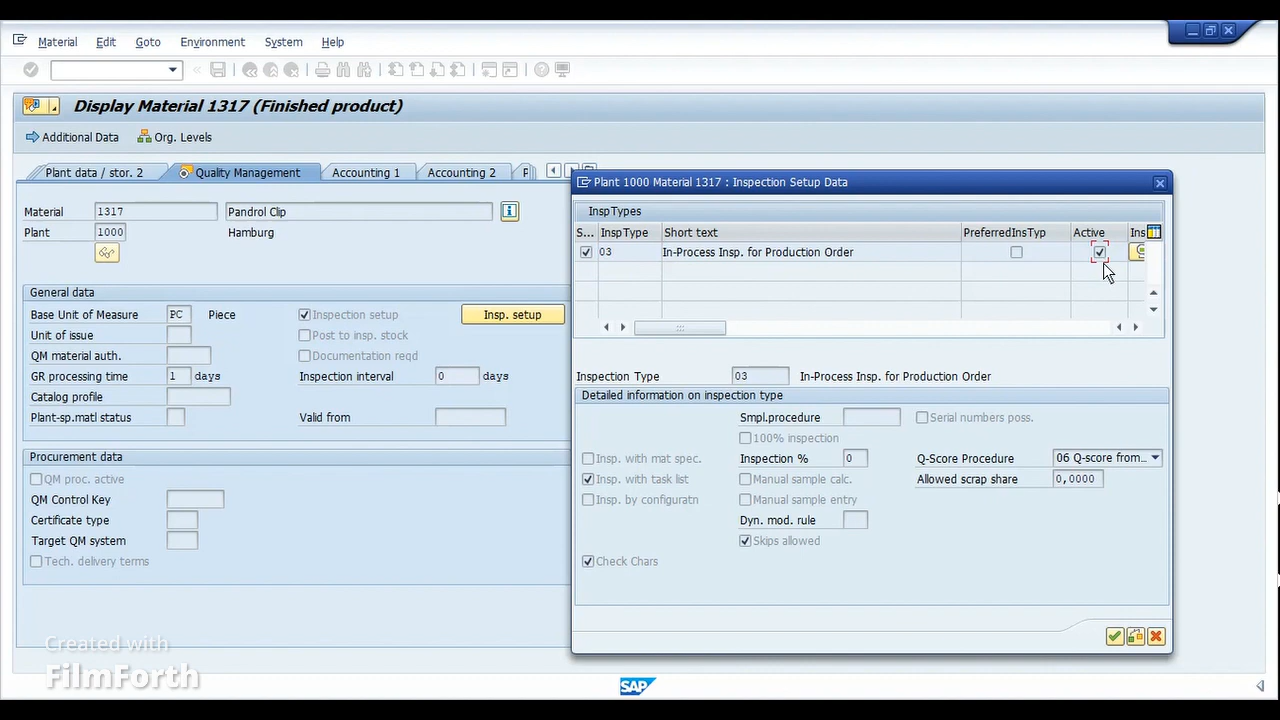 Material Edit Goto Environment System Help
Display Material 1317 (Finished product)
Additional Data Org. Levels
Plant data / stor. 2 Quality Management Accounting 1 Accounting 2 P
Material 1317 Pandrol Clip
Plant 1000 Hamburg
General data
Base Unit of Measure PC Piece Inspection setup Insp. setup
Unit of issue Post to insp. stock
QM material auth. Documentation reqd
GR processing time 1 days Inspection interval 0 days
Catalog profile
Plant-sp.matl status Valid from
Procurement data
QM proc. active
QM Control Key
Certificate type
Target QM system
Tech. delivery terms
Plant 1000 Material 1317 : Inspection Setup Data
InspTypes
S... InspType Short text PreferredInsTyp Active Ins
03 In-Process Insp. for Production Order
Inspection Type 03 In-Process Insp. for Production Order
Detailed information on inspection type
Smpl.procedure Serial numbers poss.
100% inspection
Insp. with mat spec. Inspection % 0 Q-Score Procedure 06 Q-score from...
Insp. with task list Manual sample calc. Allowed scrap share 0,0000
Insp. by configuratn Manual sample entry
Dyn. mod. rule
Skips allowed
Check Chars
Created with
FilmForth
SAP